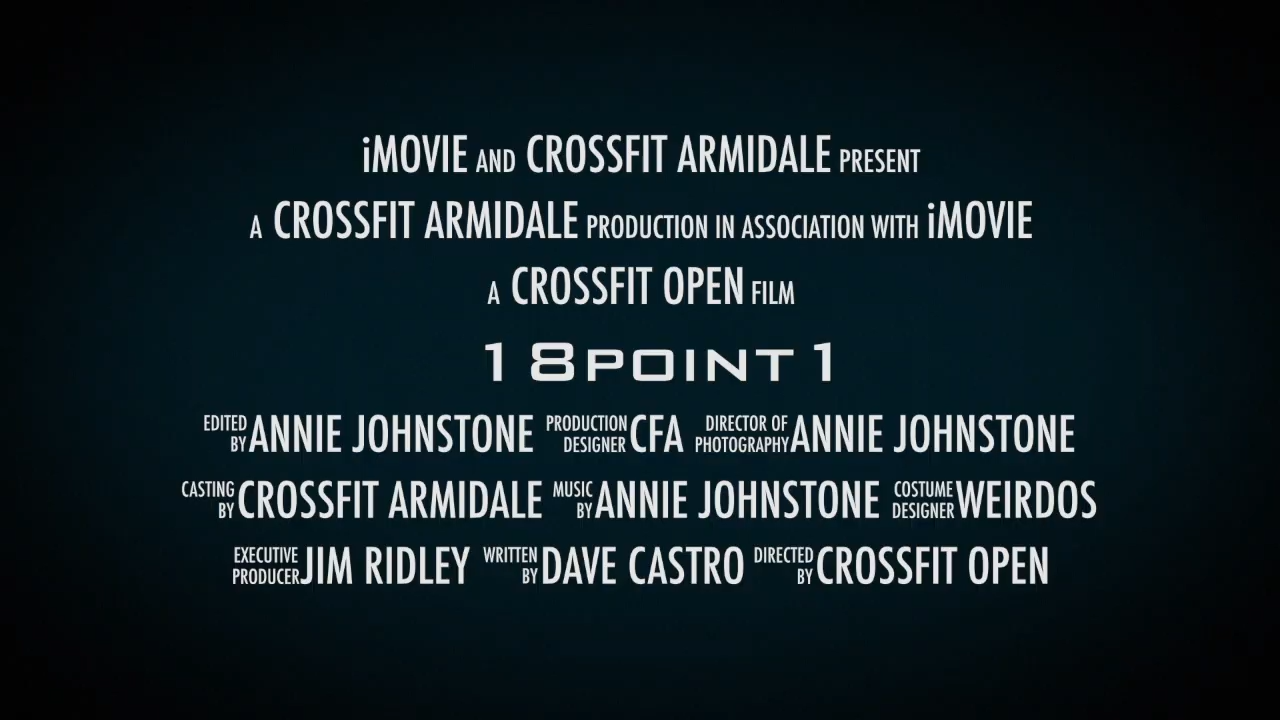 iMOVIE AND CROSSFIT ARMIDALE PRESENT
A CROSSFIT ARMIDALE PRODUCTION IN ASSOCIATION WITH iMOVIE
A CROSSFIT OPEN FILM
18POINT1
EDITED BY ANNIE JOHNSTONE PRODUCTION DESIGNER CFA DIRECTOR OF PHOTOGRAPHY ANNIE JOHNSTONE
CASTING BY CROSSFIT ARMIDALE MUSIC BY ANNIE JOHNSTONE COSTUME DESIGNER WEIRDOS
EXECUTIVE PRODUCER JIM RIDLEY WRITTEN BY DAVE CASTRO DIRECTED BY CROSSFIT OPEN